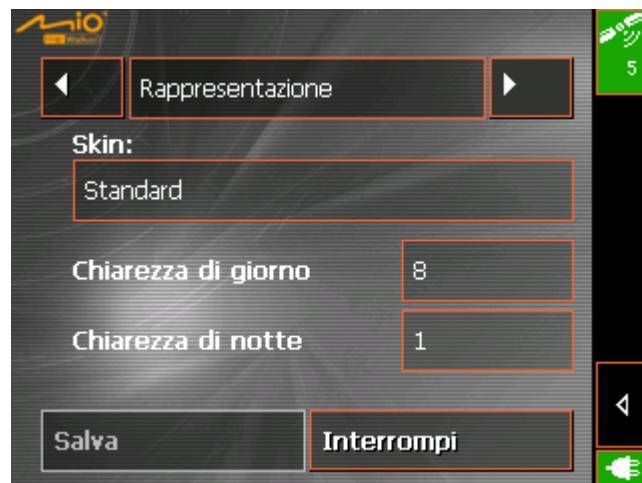 Mio
Rappresentazione
5
Skin:
Standard
Chiarezza di giorno
8
Chiarezza di notte
1
Salva
Interrompi